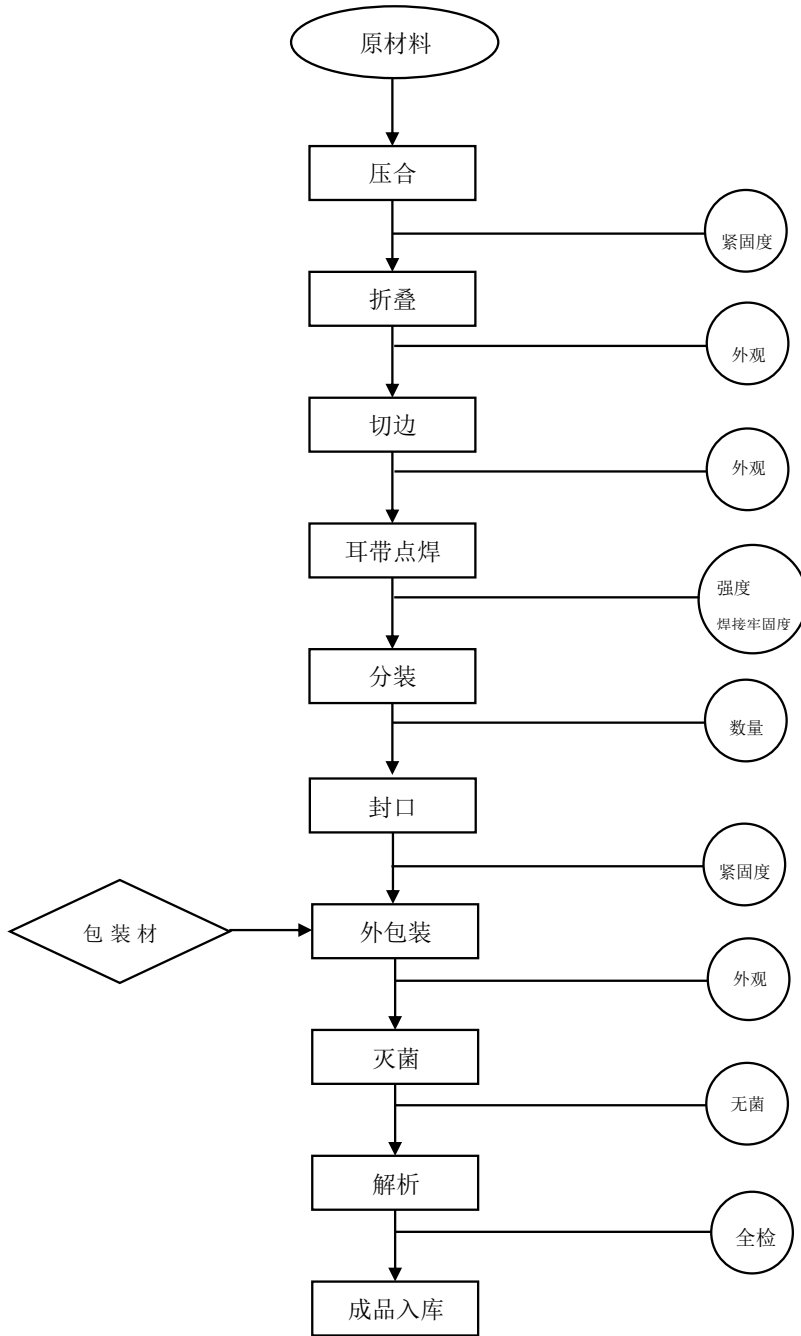 原材料
压合
紧固度
折叠
外观
切边
外观
耳带点焊
强度
焊接牢固度
分装
数量
封口
紧固度
包 装 材
外包装
外观
灭菌
无菌
解析
全检
成品入库